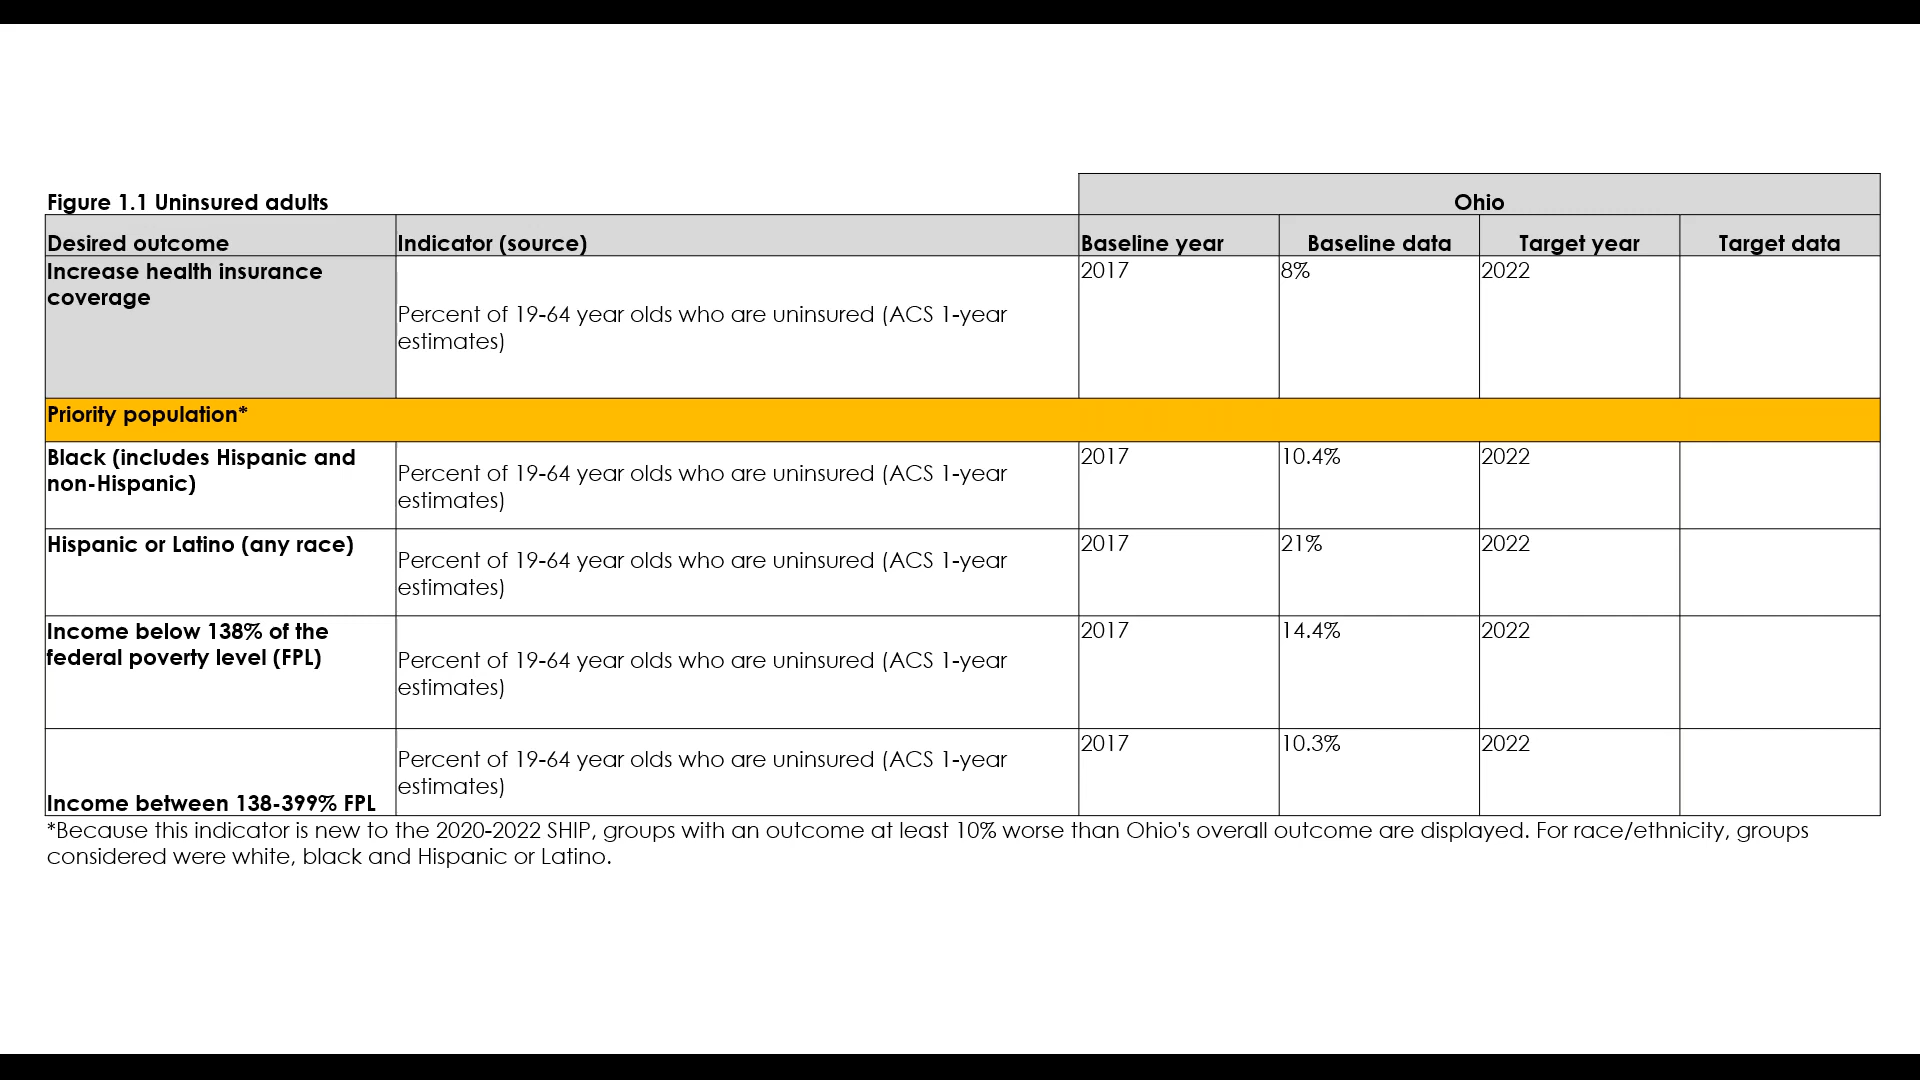 Ohio
Figure 1.1 Uninsured adults
Desired outcome
Indicator (source)
Baseline year
Baseline data
Target year
Target data
Increase health insurance
coverage
Percent of 19-64 year olds who are uninsured (ACS 1-year
estimates)
2017
8%
2022
Priority population*
Black (includes Hispanic and
non-Hispanic)
Percent of 19-64 year olds who are uninsured (ACS 1-year
estimates)
2017
10.4%
2022
Hispanic or Latino (any race)
Percent of 19-64 year olds who are uninsured (ACS 1-year
estimates)
2017
21%
2022
Income below 138% of the
federal poverty level (FPL)
Percent of 19-64 year olds who are uninsured (ACS 1-year
estimates)
2017
14.4%
2022
Income between 138-399% FPL
Percent of 19-64 year olds who are uninsured (ACS 1-year
estimates)
2017
10.3%
2022
*Because this indicator is new to the 2020-2022 SHIP, groups with an outcome at least 10% worse than Ohio's overall outcome are displayed. For race/ethnicity, groups
considered were white, black and Hispanic or Latino.